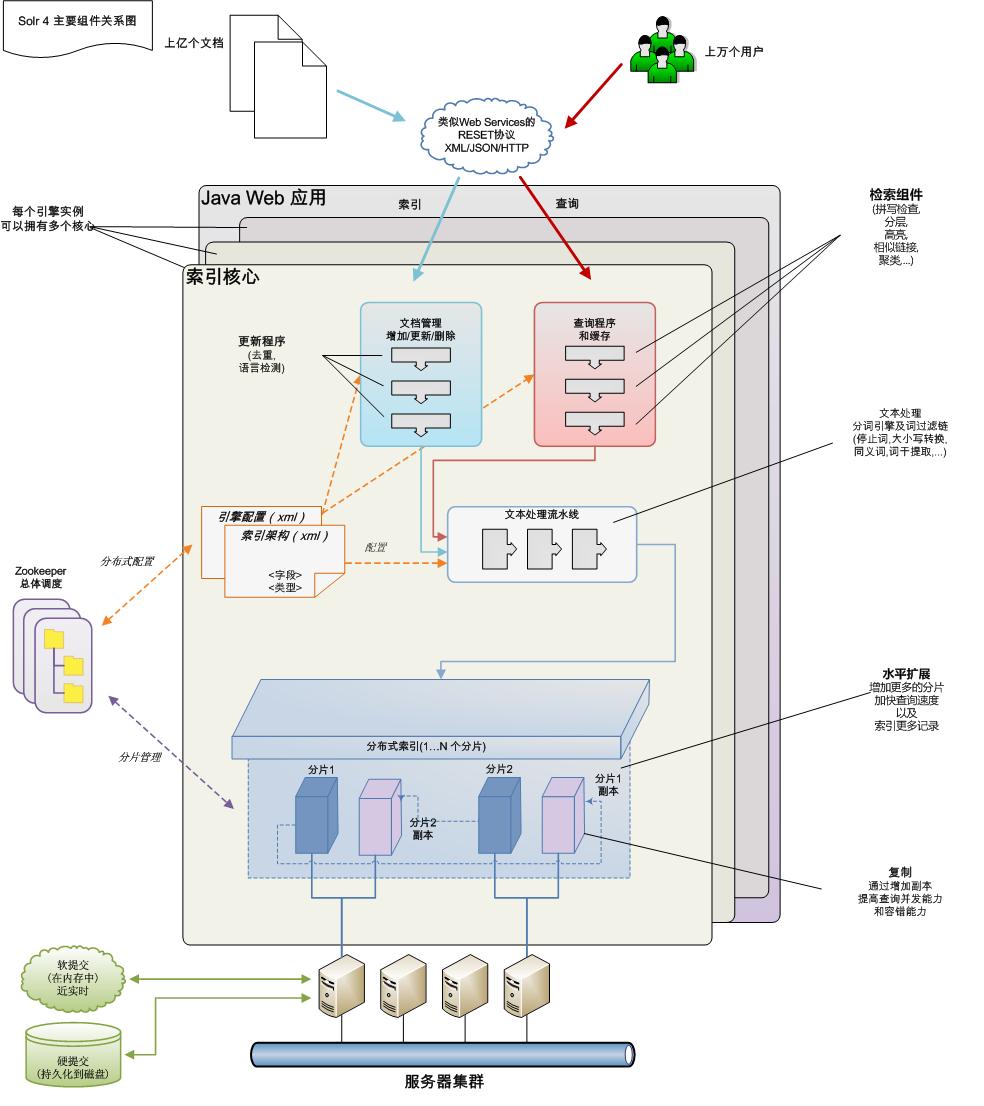 Solr 4 主要组件关系图
上亿个文档
上万个用户
类似Web Services的
RESET协议
XML/JSON/HTTP
Java Web 应用
索引
查询
每个引擎实例
可以拥有多个核心
检索组件
(拼写检查,
分层,
高亮,
相似链接,
聚类,...)
索引核心
文档管理
增加/更新/删除
查询程序
和缓存
更新程序
(去重,
语言检测)
文本处理
分词引擎及词过滤链
(停止词,大小写转换,
同义词,词干提取,...)
引擎配置（xml）
索引架构（xml）
<字段>
<类型>
配置
文本处理流水线
分布式配置
Zookeeper
总体调度
分片管理
水平扩展
增加更多的分片
加快查询速度
以及
索引更多记录
分布式索引(1...N 个分片)
分片1
分片2
副本
分片2
分片1
副本
复制
通过增加副本
提高查询并发能力
和容错能力
软提交
（在内存中）
近实时
硬提交
(持久化到磁盘)
服务器集群